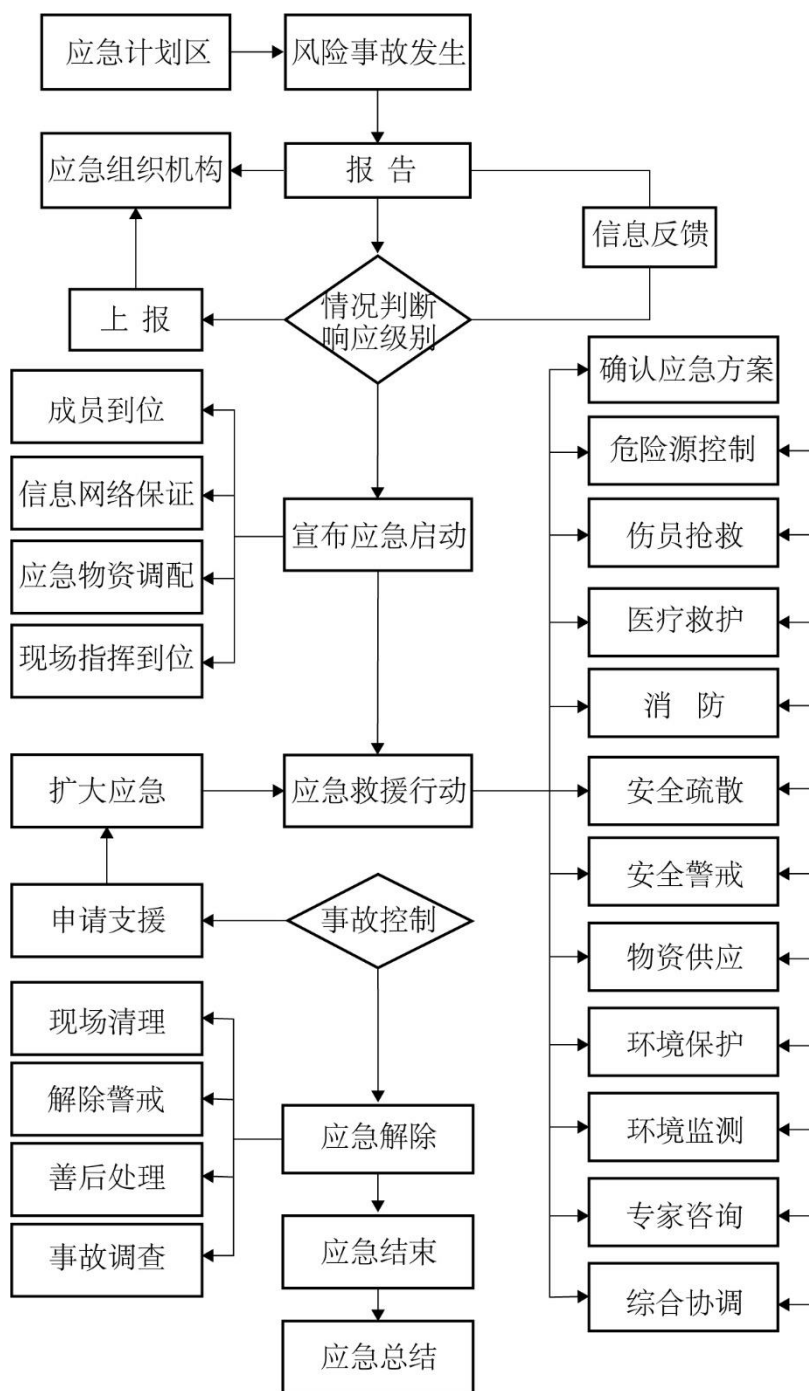 应急计划区
风险事故发生
应急组织机构
报 告
信息反馈
上 报
情况判断
响应级别
确认应急方案
成员到位
危险源控制
信息网络保证
宣布应急启动
伤员抢救
应急物资调配
医疗救护
现场指挥到位
消 防
扩大应急
应急救援行动
安全疏散
申请支援
事故控制
安全警戒
物资供应
现场清理
环境保护
解除警戒
应急解除
环境监测
善后处理
专家咨询
事故调查
应急结束
综合协调
应急总结